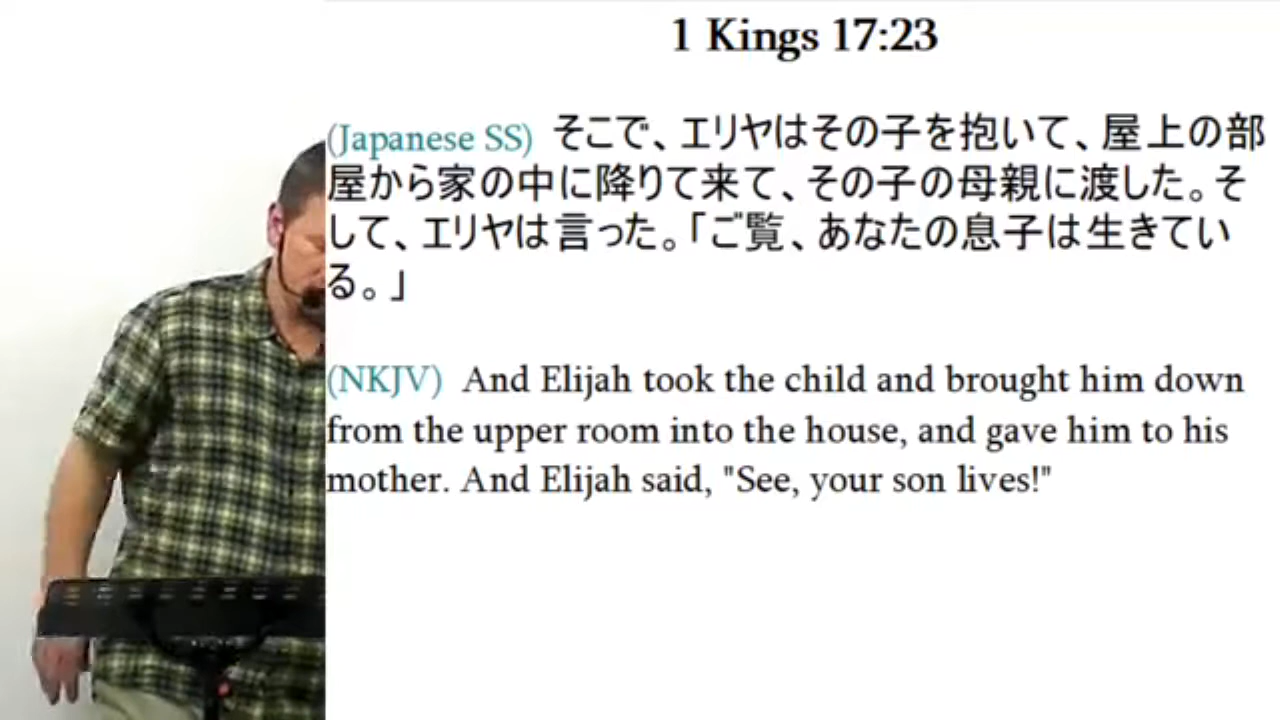 1 Kings 17:23
(Japanese SS) そこで、エリヤはその子を抱いて、屋上の部
屋から家の中に降りて来て、その子の母親に渡した。そ
して、エリヤは言った。「ご覧、あなたの息子は生きてい
る。」
(NKJV) And Elijah took the child and brought him down
from the upper room into the house, and gave him to his
mother. And Elijah said, "See, your son lives!"